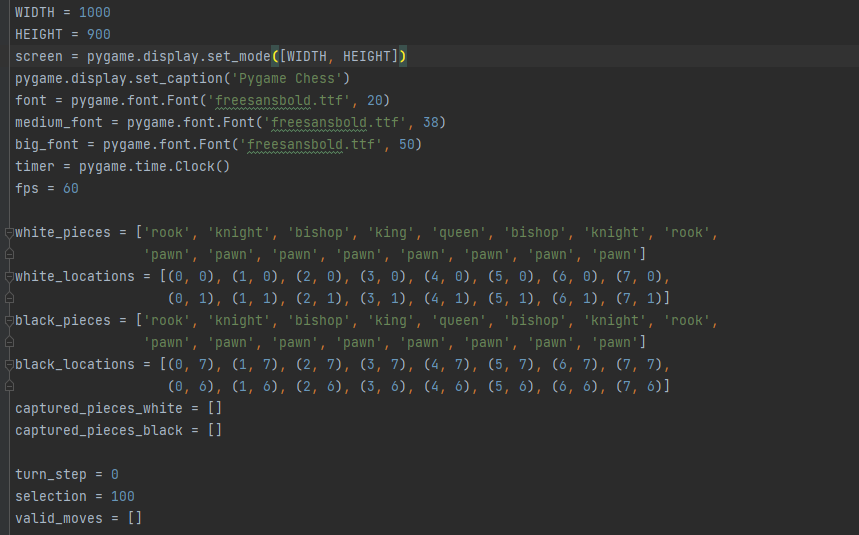 WIDTH = 1000
HEIGHT = 900
screen = pygame.display.set_mode([WIDTH, HEIGHT])
pygame.display.set_caption('Pygame Chess')
font = pygame.font.Font('freesansbold.ttf', 20)
medium_font = pygame.font.Font('freesansbold.ttf', 38)
big_font = pygame.font.Font('freesansbold.ttf', 50)
timer = pygame.time.Clock()
fps = 60
white_pieces = ['rook', 'knight', 'bishop', 'king', 'queen', 'bishop', 'knight', 'rook',
'pawn', 'pawn', 'pawn', 'pawn', 'pawn', 'pawn', 'pawn', 'pawn']
white_locations = [(0, 0), (1, 0), (2, 0), (3, 0), (4, 0), (5, 0), (6, 0), (7, 0),
(0, 1), (1, 1), (2, 1), (3, 1), (4, 1), (5, 1), (6, 1), (7, 1)]
black_pieces = ['rook', 'knight', 'bishop', 'king', 'queen', 'bishop', 'knight', 'rook',
'pawn', 'pawn', 'pawn', 'pawn', 'pawn', 'pawn', 'pawn', 'pawn']
black_locations = [(0, 7), (1, 7), (2, 7), (3, 7), (4, 7), (5, 7), (6, 7), (7, 7),
(0, 6), (1, 6), (2, 6), (3, 6), (4, 6), (5, 6), (6, 6), (7, 6)]
captured_pieces_white = []
captured_pieces_black = []
turn_step = 0
selection = 100
valid_moves = []